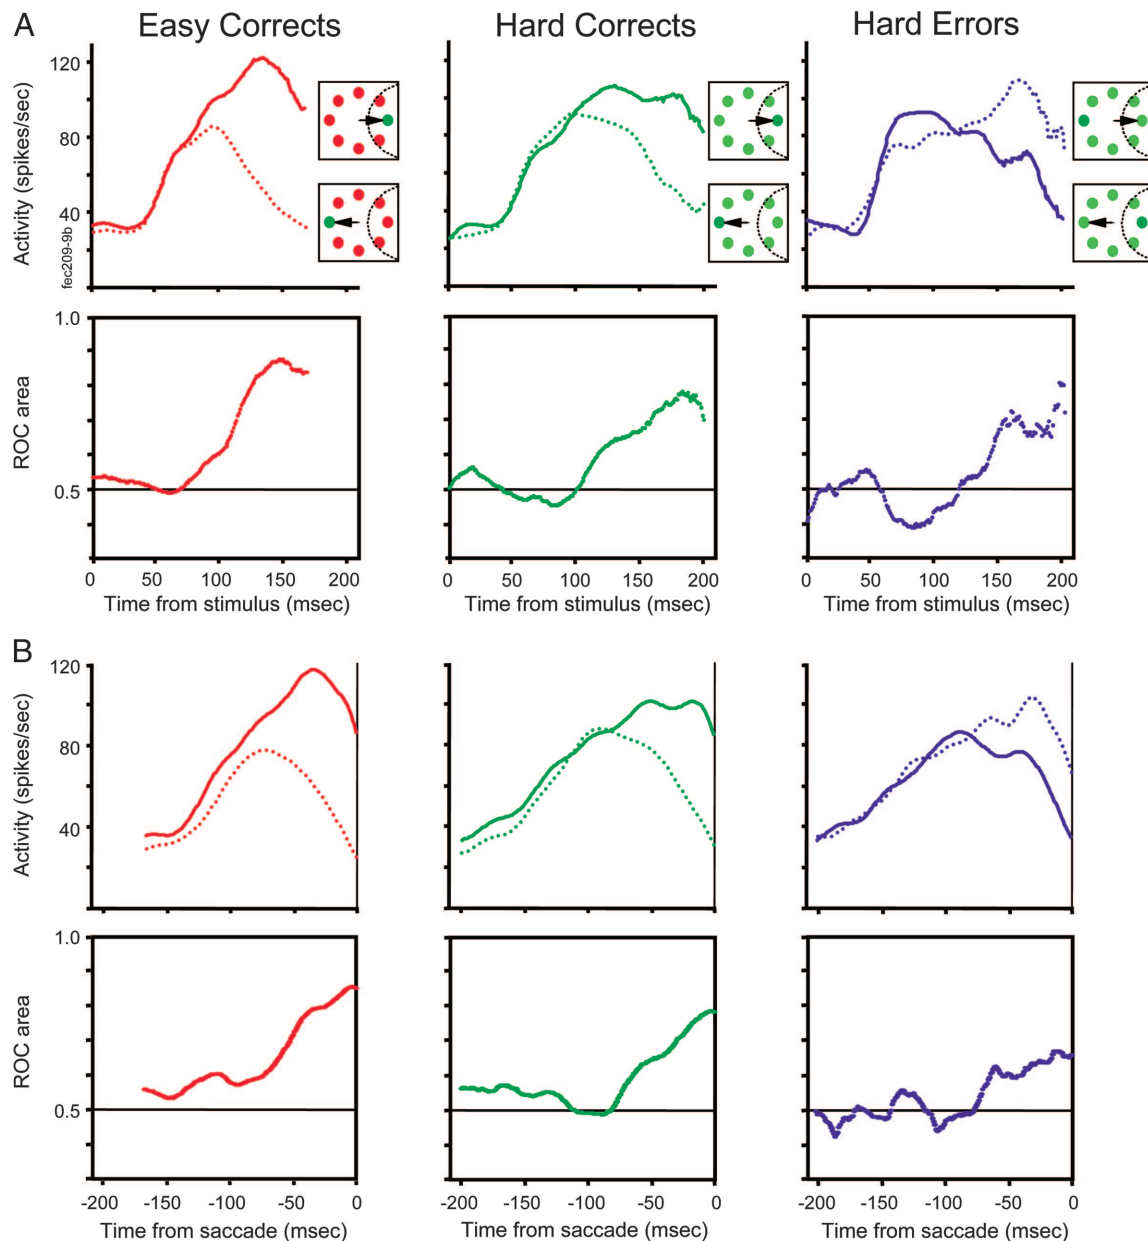 A
Easy Corrects
Hard Corrects
Hard Errors
Activity (spikes/sec)
fec209-9b
120
80
40
ROC area
1.0
0.5
0 50 100 150 200
0 50 100 150 200
0 50 100 150 200
Time from stimulus (msec)
Time from stimulus (msec)
Time from stimulus (msec)
B
Activity (spikes/sec)
120
80
40
ROC area
1.0
0.5
-200 -150 -100 -50 0
-200 -150 -100 -50 0
-200 -150 -100 -50 0
Time from saccade (msec)
Time from saccade (msec)
Time from saccade (msec)